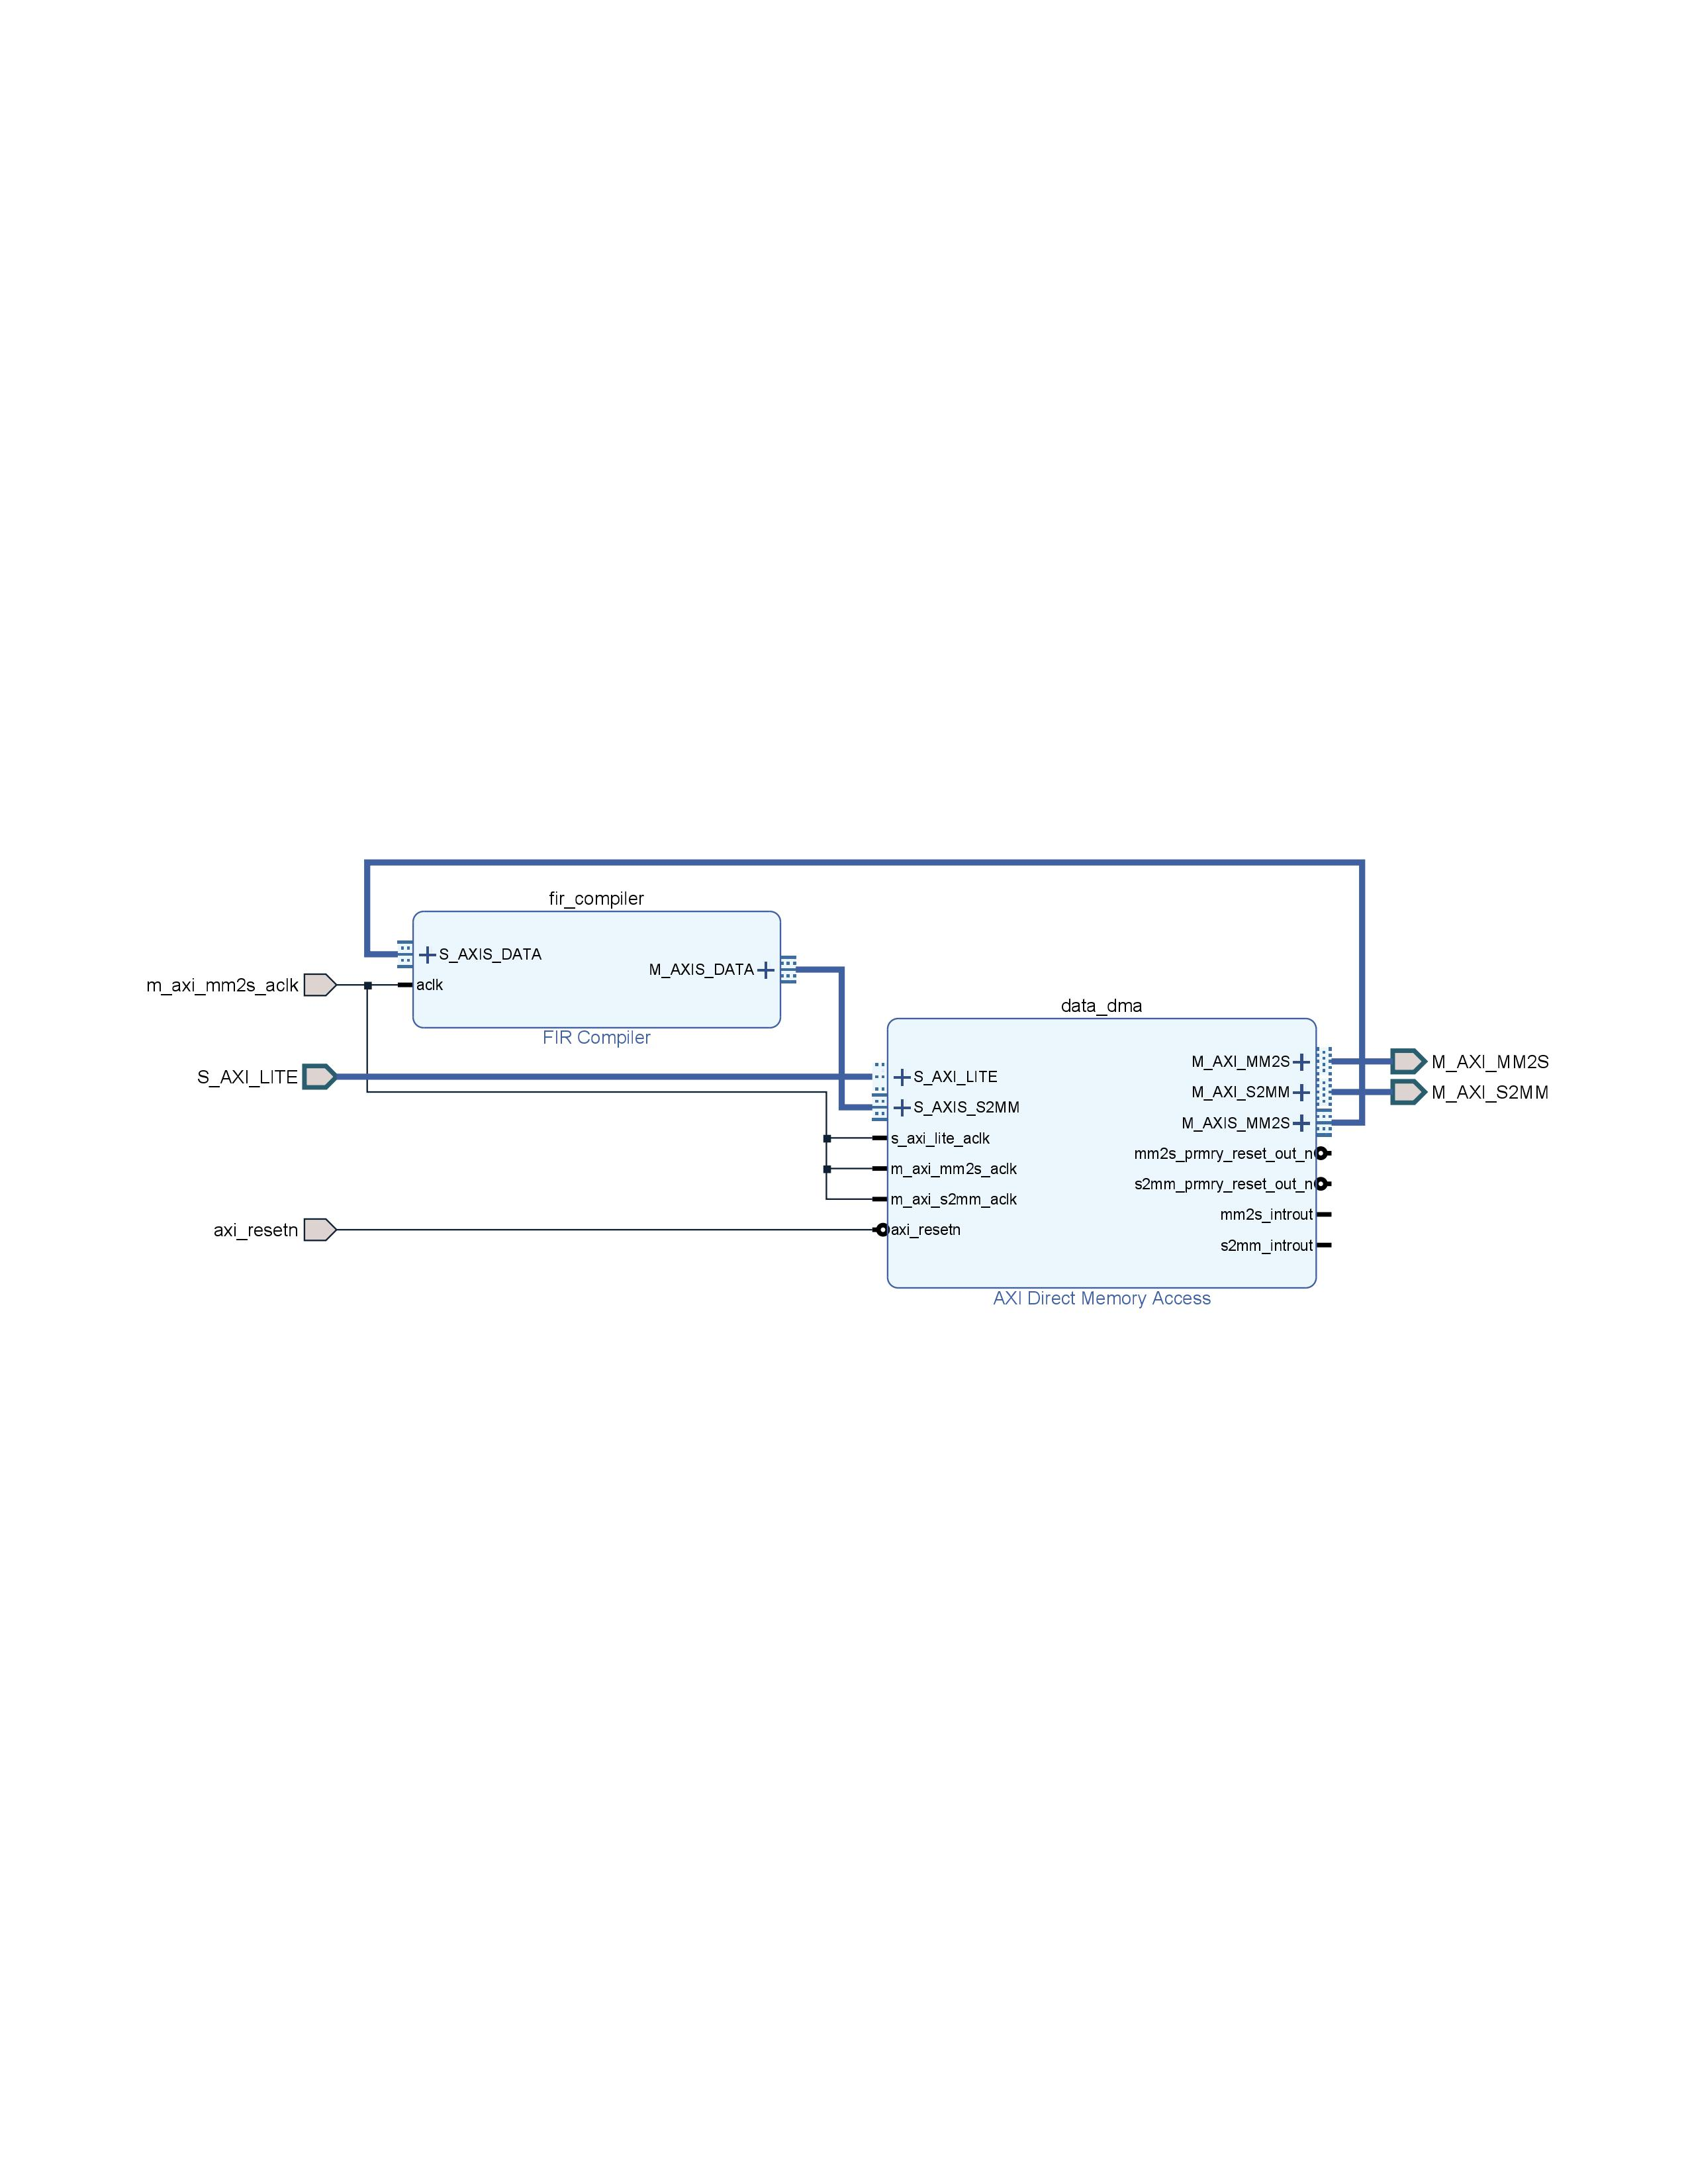 fir_compiler
S_AXIS_DATA
M_AXIS_DATA
aclk
FIR Compiler
m_axi_mm2s_aclk
S_AXI_LITE
axi_resetn
data_dma
S_AXI_LITE
S_AXIS_S2MM
s_axi_lite_aclk
m_axi_mm2s_aclk
m_axi_s2mm_aclk
axi_resetn
M_AXI_MM2S
M_AXI_S2MM
M_AXIS_MM2S
mm2s_prmry_reset_out_n
s2mm_prmry_reset_out_n
mm2s_introut
s2mm_introut
AXI Direct Memory Access
M_AXI_MM2S
M_AXI_S2MM